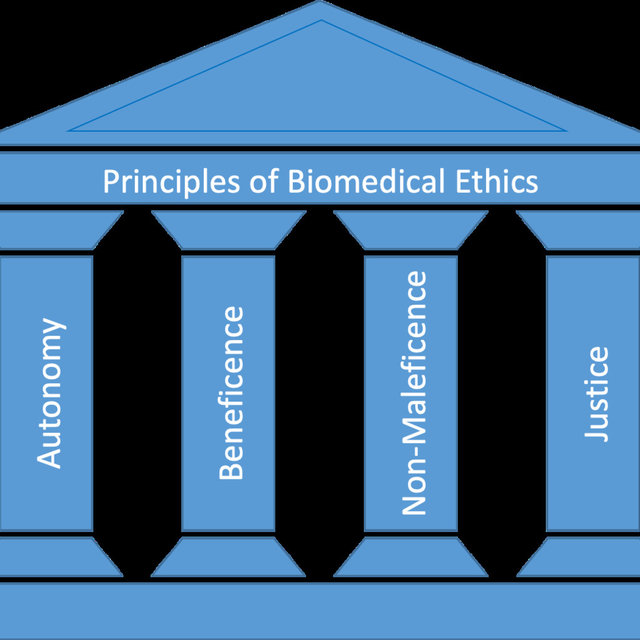 Principles of Biomedical Ethics
Autonomy
Beneficence
Non-Maleficence
Justice